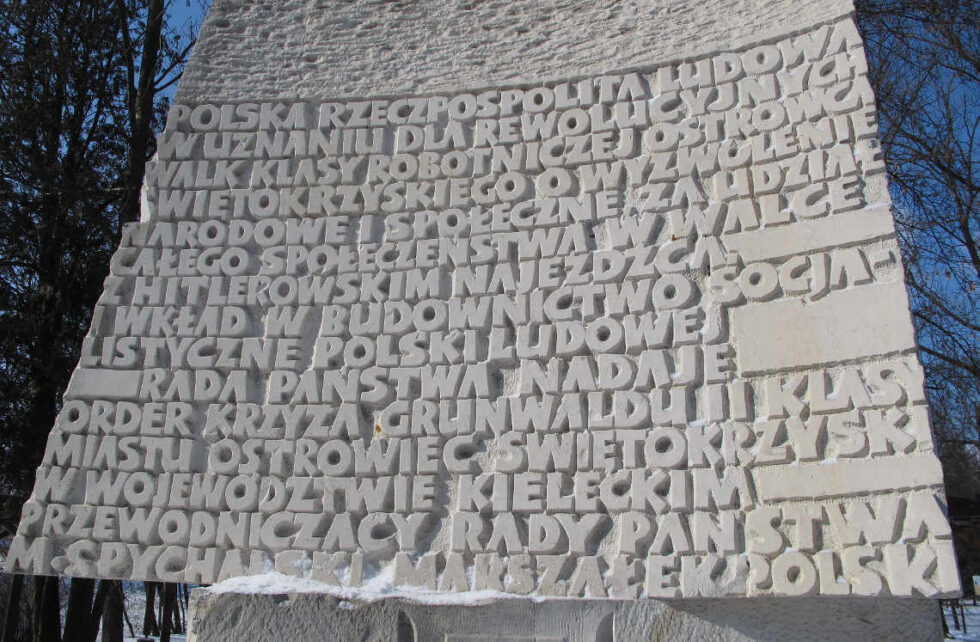 POLSKA RZECZPOSPOLITA LUDOWA
W UZNANIU DLA REWOLUCYJNYCH
WALK KLASY ROBOTNICZEJ OSTROWCA
ŚWIĘTOKRZYSKIEGO O WYZWOLENIE
NARODOWE I SPOŁECZNE, ZA UDZIAŁ
CAŁEGO SPOŁECZEŃSTWA W WALCE
Z HITLEROWSKIM NAJEŹDŹCĄ
I WKŁAD W BUDOWNICTWO SOCJA-
LISTYCZNE POLSKI LUDOWEJ
RADA PAŃSTWA NADAJE
ORDER KRZYŻA GRUNWALDU II KLASY
MIASTU OSTROWIEC ŚWIĘTOKRZYSKI
W WOJEWÓDZTWIE KIELECKIM
PRZEWODNICZĄCY RADY PAŃSTWA
M. SPYCHALSKI MARSZAŁEK POLSKI